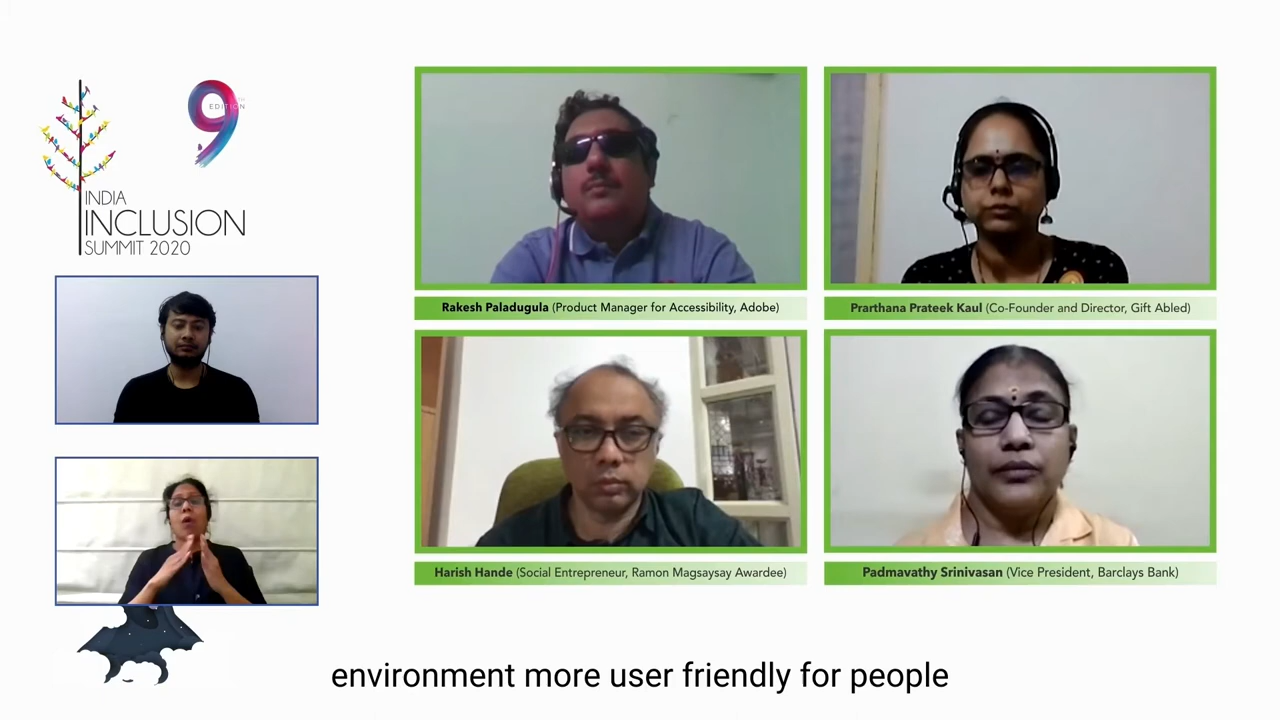 9TH
EDITION
INDIA
INCLUSION
SUMMIT 2020
Rakesh Paladugula (Product Manager for Accessibility, Adobe)
Prarthana Prateek Kaul (Co-Founder and Director, Gift Abled)
Harish Hande (Social Entrepreneur, Ramon Magsaysay Awardee)
Padmavathy Srinivasan (Vice President, Barclays Bank)
environment more user friendly for people